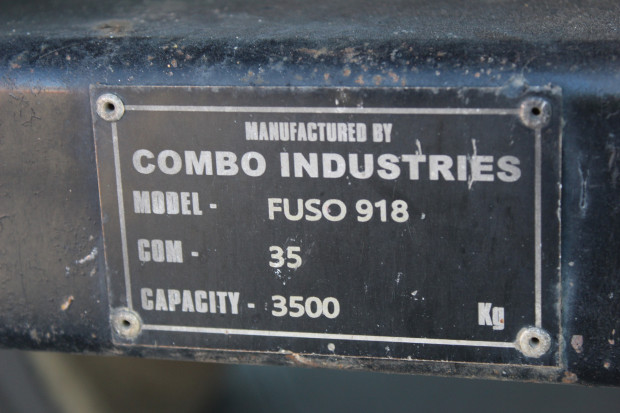 MANUFACTURED BY
COMBO INDUSTRIES
MODEL - FUSO 918
COM - 35
CAPACITY - 3500 Kg